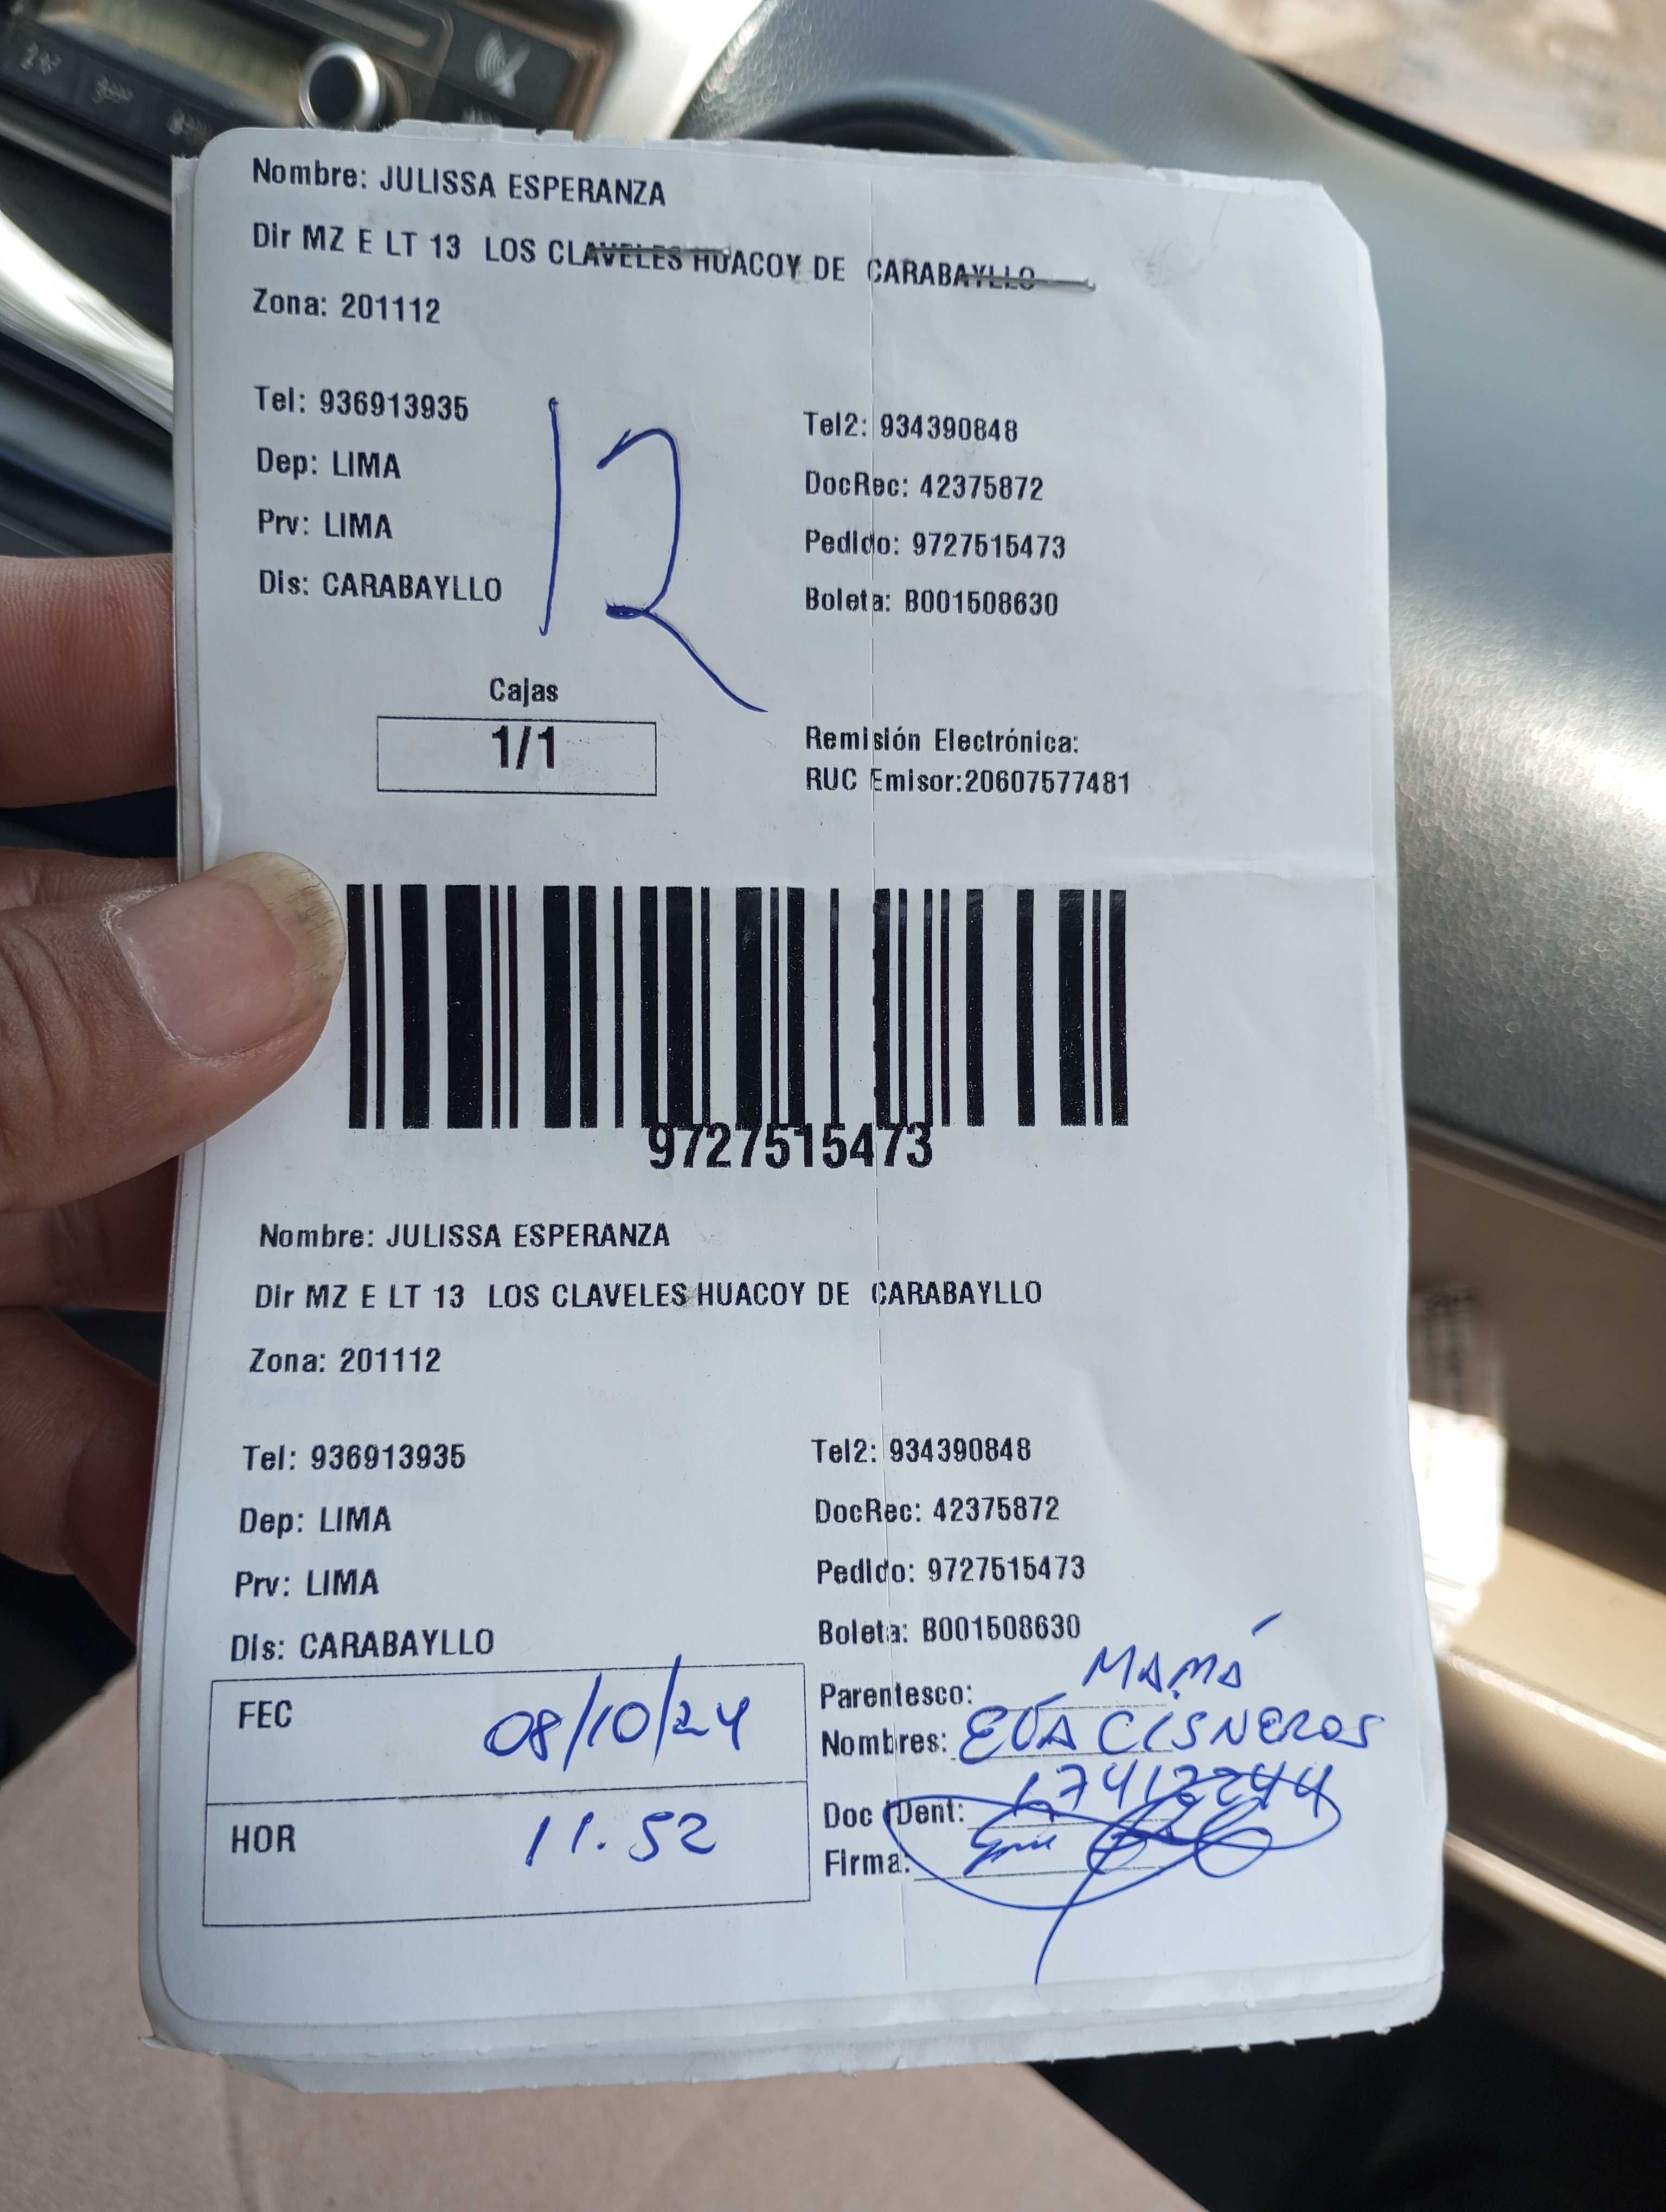 Nombre: JULISSA ESPERANZA
Dir MZ E LT 13 LOS CLAVELES HUACOY DE CARABAYLLO
Zona: 201112
Tel: 936913935
Tel2: 934390848
Dep: LIMA
DocRec: 42375872
Prv: LIMA
Pedido: 9727515473
Dis: CARABAYLLO
Boleta: B001508630
12
Cajas
1/1
Remisión Electrónica:
RUC Emisor:20607577481
9727515473
Nombre: JULISSA ESPERANZA
Dir MZ E LT 13 LOS CLAVELES HUACOY DE CARABAYLLO
Zona: 201112
Tel: 936913935
Tel2: 934390848
Dep: LIMA
DocRec: 42375872
Prv: LIMA
Pedido: 9727515473
Dis: CARABAYLLO
Boleta: B001508630
FEC 08/10/24
Parentesco: MAMÁ
Nombres: EVA CISNEROS
HOR 11.52
Doc Ident: 17412244
Firma: